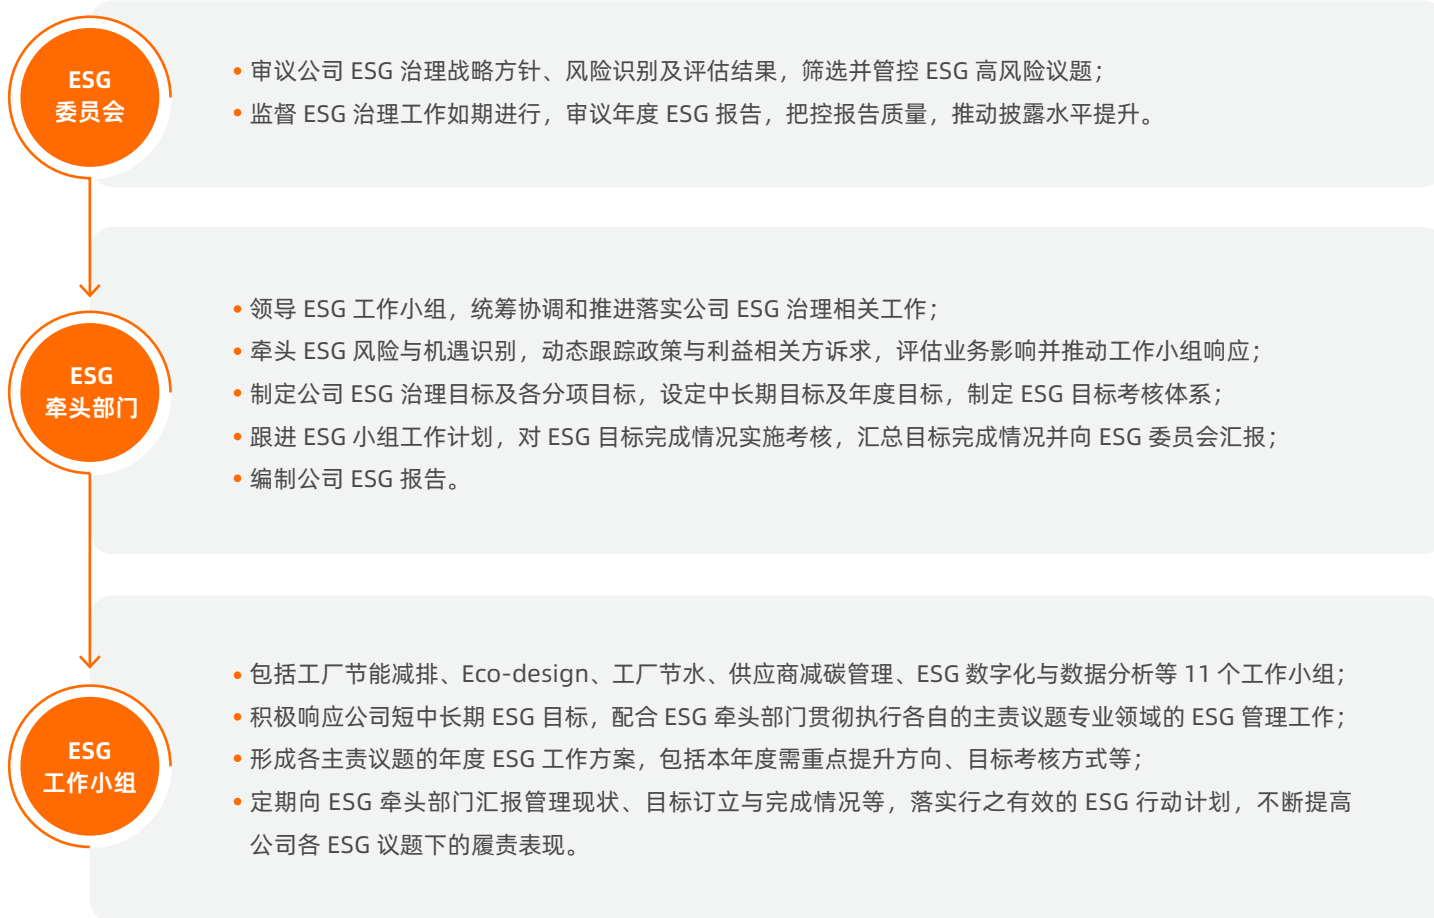 ESG
委员会
• 审议公司 ESG 治理战略方针、风险识别及评估结果，筛选并管控 ESG 高风险议题；
• 监督 ESG 治理工作如期进行，审议年度 ESG 报告，把控报告质量，推动披露水平提升。
ESG
牵头部门
• 领导 ESG 工作小组，统筹协调和推进落实公司 ESG 治理相关工作；
• 牵头 ESG 风险与机遇识别，动态跟踪政策与利益相关方诉求，评估业务影响并推动工作小组响应；
• 制定公司 ESG 治理目标及各分项目标，设定中长期目标及年度目标，制定 ESG 目标考核体系；
• 跟进 ESG 小组工作计划，对 ESG 目标完成情况实施考核，汇总目标完成情况并向 ESG 委员会汇报；
• 编制公司 ESG 报告。
ESG
工作小组
• 包括工厂节能减排、Eco-design、工厂节水、供应商减碳管理、ESG 数字化与数据分析等 11 个工作小组；
• 积极响应公司短中长期 ESG 目标，配合 ESG 牵头部门贯彻执行各自的主责议题专业领域的 ESG 管理工作；
• 形成各主责议题的年度 ESG 工作方案，包括本年度需重点提升方向、目标考核方式等；
• 定期向 ESG 牵头部门汇报管理现状、目标订立与完成情况等，落实行之有效的 ESG 行动计划，不断提高
公司各 ESG 议题下的履责表现。